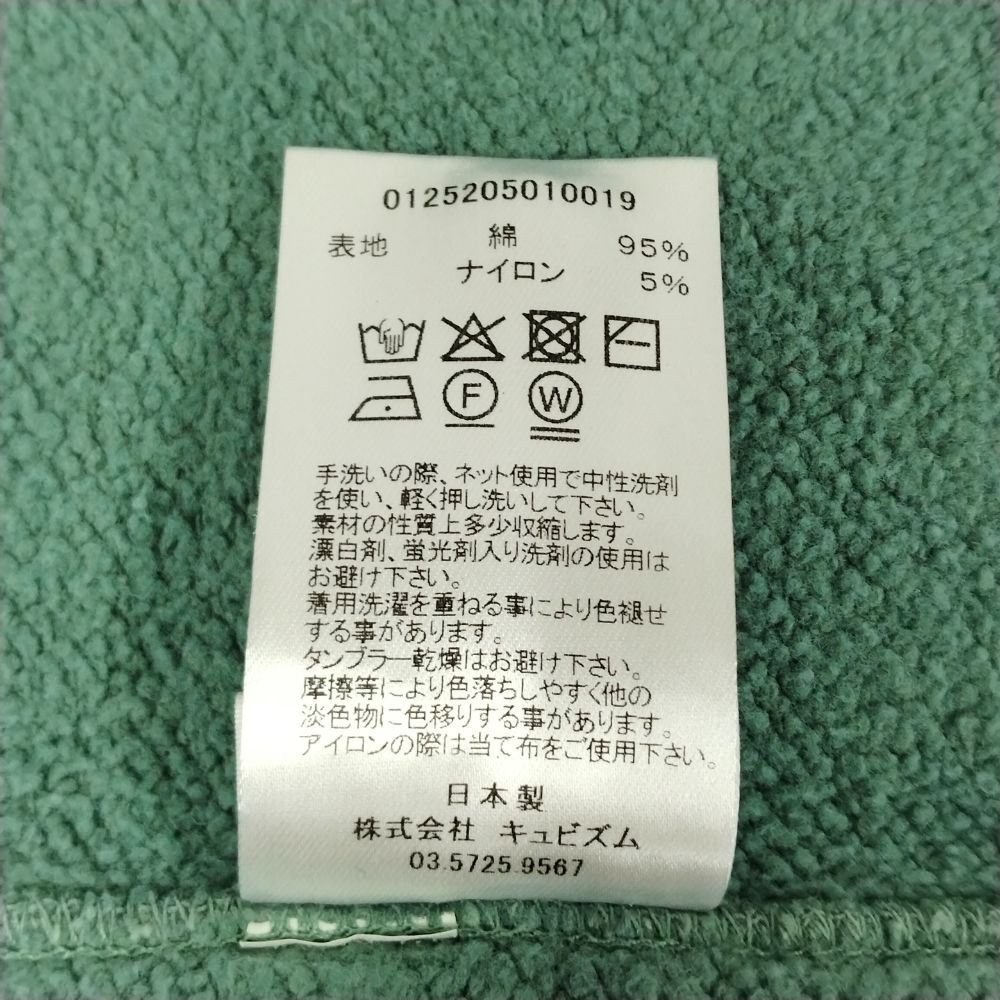 0125205010019
表地 綿 95%
ナイロン 5%
F W
手洗いの際、ネット使用で中性洗剤
を使い、軽く押し洗いして下さい。
素材の性質上多少収縮します。
漂白剤、蛍光剤入り洗剤の使用は
お避け下さい。
着用洗濯を重ねる事により色褪せ
する事があります。
タンブラー乾燥はお避け下さい。
摩擦等により色落ちしやすく他の
淡色物に色移りする事があります。
アイロンの際は当て布をご使用下さい。
日本製
株式会社 キュビズム
03.5725.9567